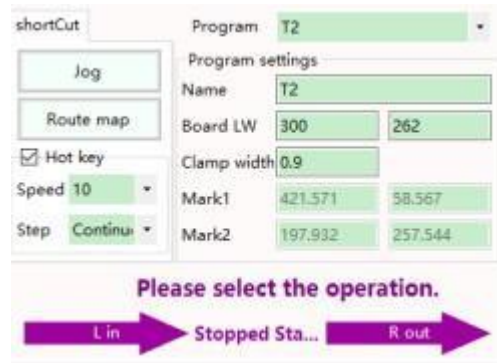 shortCut
Program T2
Jog
Program settings
Name T2
Route map
Board LW 300 262
Hot key
Clamp width 0.9
Speed 10
Mark1 421.571 58.567
Step Continu
Mark2 197.932 257.544
Please select the operation.
L in Stopped Sta... R out